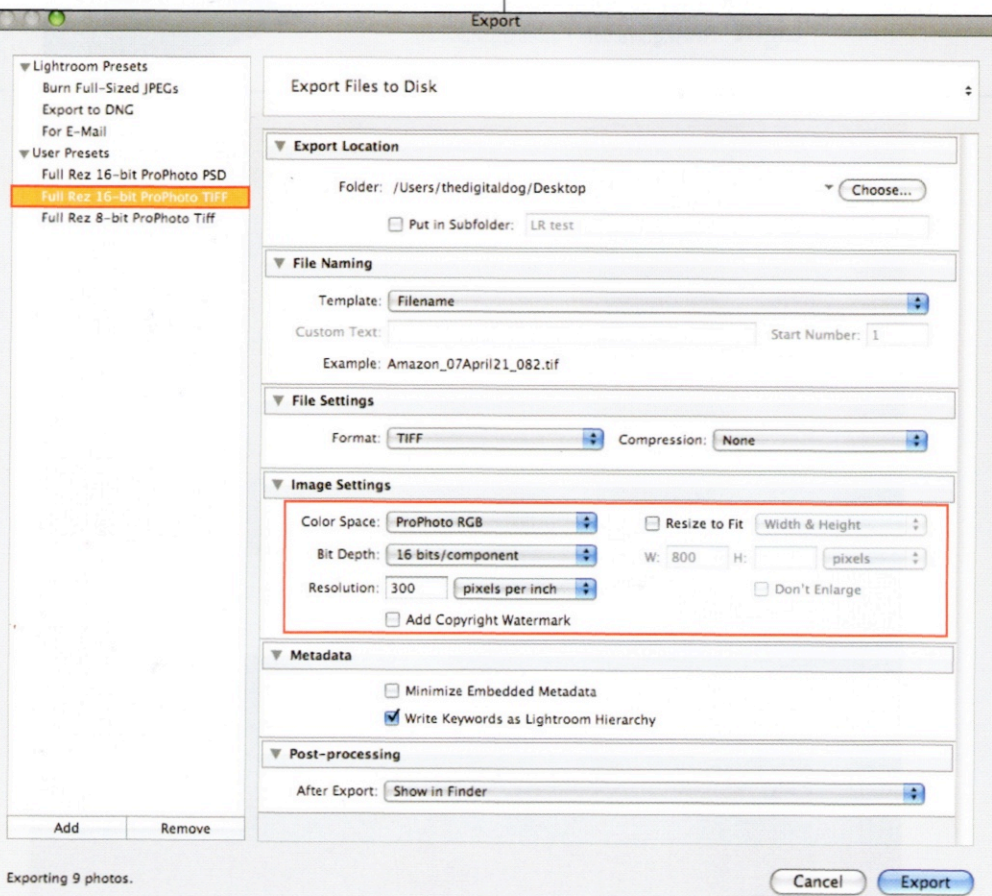 Export
Lightroom Presets
Burn Full-Sized JPEGs
Export to DNG
For E-Mail
User Presets
Full Rez 16-bit ProPhoto PSD
Full Rez 16-bit ProPhoto TIFF
Full Rez 8-bit ProPhoto Tiff
Add Remove
Export Files to Disk
Export Location
Folder: /Users/thedigitaldog/Desktop Choose...
Put in Subfolder: LR test
File Naming
Template: Filename
Custom Text: Start Number: 1
Example: Amazon_07April21_082.tif
File Settings
Format: TIFF Compression: None
Image Settings
Color Space: ProPhoto RGB Resize to Fit Width & Height
Bit Depth: 16 bits/component W: 800 H: pixels
Resolution: 300 pixels per inch Don't Enlarge
Add Copyright Watermark
Metadata
Minimize Embedded Metadata
Write Keywords as Lightroom Hierarchy
Post-processing
After Export: Show in Finder
Exporting 9 photos. Cancel Export